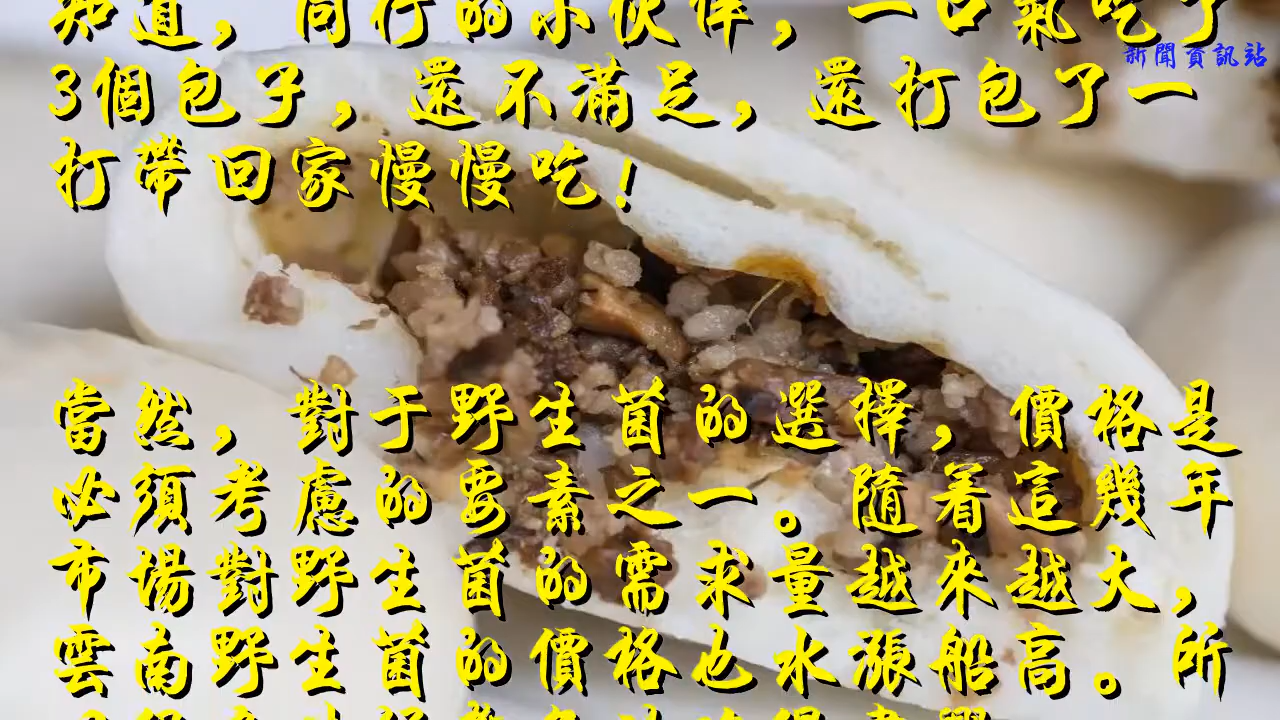 知道，同行的小伙伴，一口氣吃了
新聞資訊站
3個包子，還不滿足，還打包了一
打帶回家慢慢吃！
當然，對于野生菌的選擇，價格是
必須考慮的要素之一。隨着這幾年
市場對野生菌的需求量越來越大，
雲南野生菌的價格也水漲船高。所